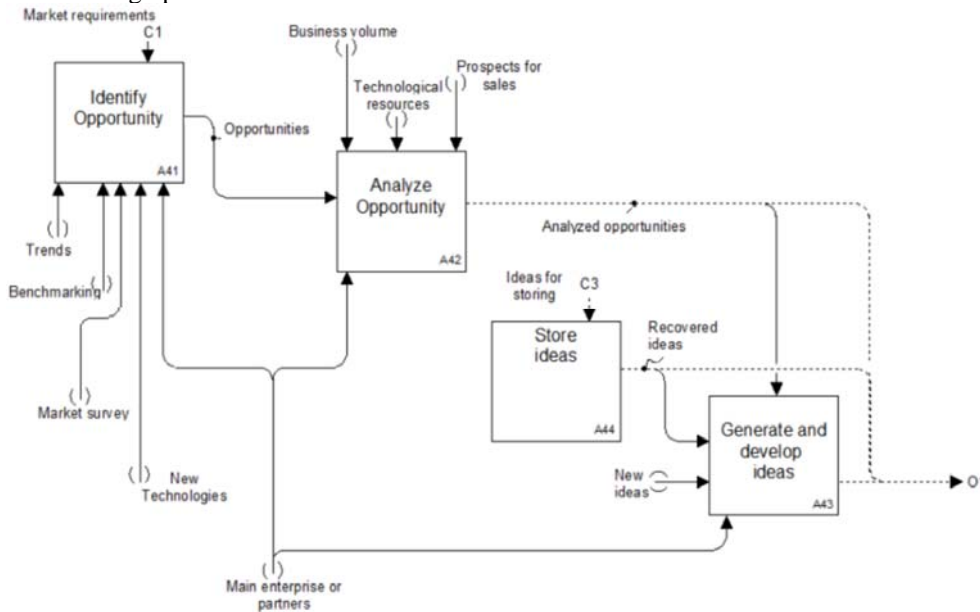 Market requirements
C1
Identify
Opportunity
A41
Business volume
Prospects for
sales
Technological
resources
Opportunities
Analyze
Opportunity
A42
Trends
Benchmarking
Market survey
New
Technologies
Analyzed opportunities
Ideas for
storing
C3
Store
ideas
A44
Recovered
ideas
Generate and
develop
ideas
A43
New
ideas
O
Main enterprise or
partners